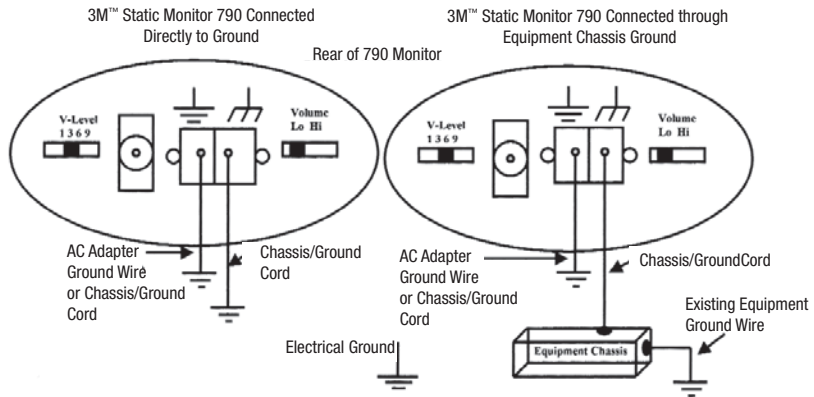 3M™ Static Monitor 790 Connected
Directly to Ground
3M™ Static Monitor 790 Connected through
Equipment Chassis Ground
Rear of 790 Monitor
V-Level
1 3 6 9
Volume
Lo Hi
V-Level
1 3 6 9
Volume
Lo Hi
AC Adapter
Ground Wire
or Chassis/Ground
Cord
Chassis/Ground
Cord
AC Adapter
Ground Wire
or Chassis/Ground
Cord
Chassis/GroundCord
Existing Equipment
Ground Wire
Electrical Ground
Equipment Chassis